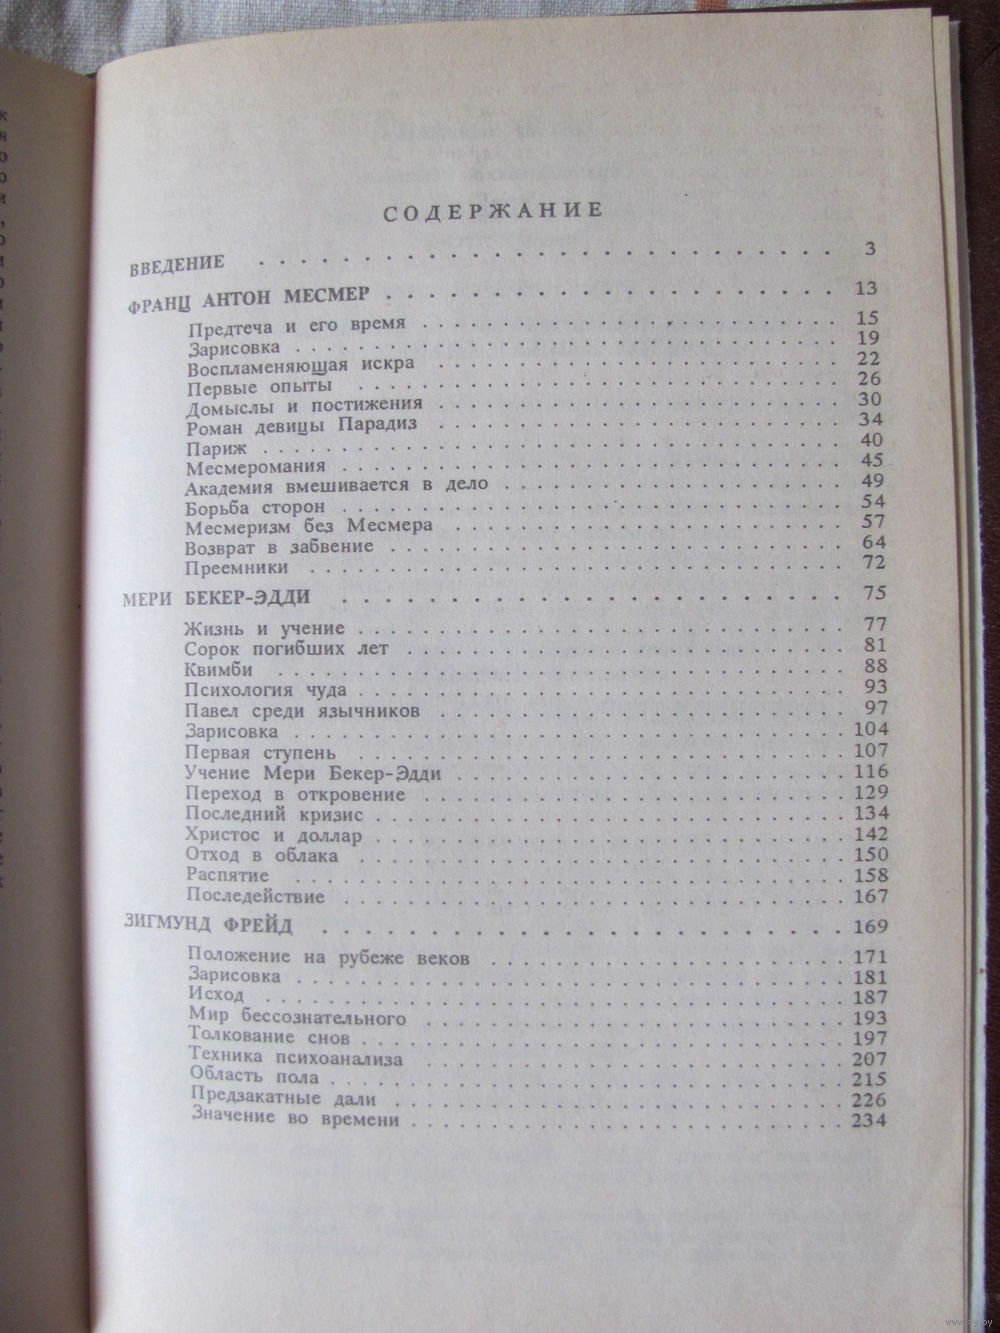 СОДЕРЖАНИЕ
ВВЕДЕНИЕ . . . . . . . . . . . . . . . . . . . . . 3
ФРАНЦ АНТОН МЕСМЕР . . . . . . . . . . . . . . . . . 13
Предтеча и его время . . . . . . . . . . . . . . . . 15
Зарисовка . . . . . . . . . . . . . . . . . . . . 19
Воспламеняющая искра . . . . . . . . . . . . . . . . 22
Первые опыты . . . . . . . . . . . . . . . . . . . 26
Домыслы и постижения . . . . . . . . . . . . . . . . 30
Роман девицы Парадиз . . . . . . . . . . . . . . . . 34
Париж . . . . . . . . . . . . . . . . . . . . . . 40
Месмеромания . . . . . . . . . . . . . . . . . . . 45
Академия вмешивается в дело . . . . . . . . . . . . . 49
Борьба сторон . . . . . . . . . . . . . . . . . . . 54
Месмеризм без Месмера . . . . . . . . . . . . . . . 57
Возврат в забвение . . . . . . . . . . . . . . . . . 64
Преемники . . . . . . . . . . . . . . . . . . . . 72
МЕРИ БЕКЕР-ЭДДИ . . . . . . . . . . . . . . . . . . 75
Жизнь и учение . . . . . . . . . . . . . . . . . . 77
Сорок погибших лет . . . . . . . . . . . . . . . . . 81
Квимби . . . . . . . . . . . . . . . . . . . . . 88
Психология чуда . . . . . . . . . . . . . . . . . . 93
Павел среди язычников . . . . . . . . . . . . . . . 97
Зарисовка . . . . . . . . . . . . . . . . . . . . 104
Первая ступень . . . . . . . . . . . . . . . . . . 107
Учение Мери Бекер-Эдди . . . . . . . . . . . . . . . 116
Переход в откровение . . . . . . . . . . . . . . . . 129
Последний кризис . . . . . . . . . . . . . . . . . . 134
Христос и доллар . . . . . . . . . . . . . . . . . . 142
Отход в облака . . . . . . . . . . . . . . . . . . 150
Распятие . . . . . . . . . . . . . . . . . . . . 158
Последействие . . . . . . . . . . . . . . . . . . . 167
ЗИГМУНД ФРЕЙД . . . . . . . . . . . . . . . . . . . 169
Положение на рубеже веков . . . . . . . . . . . . . . 171
Зарисовка . . . . . . . . . . . . . . . . . . . . 181
Исход . . . . . . . . . . . . . . . . . . . . . . 187
Мир бессознательного . . . . . . . . . . . . . . . . 193
Толкование снов . . . . . . . . . . . . . . . . . . 197
Техника психоанализа . . . . . . . . . . . . . . . . 207
Область пола . . . . . . . . . . . . . . . . . . . 215
Предзакатные дали . . . . . . . . . . . . . . . . . 226
Значение во времени . . . . . . . . . . . . . . . . 234